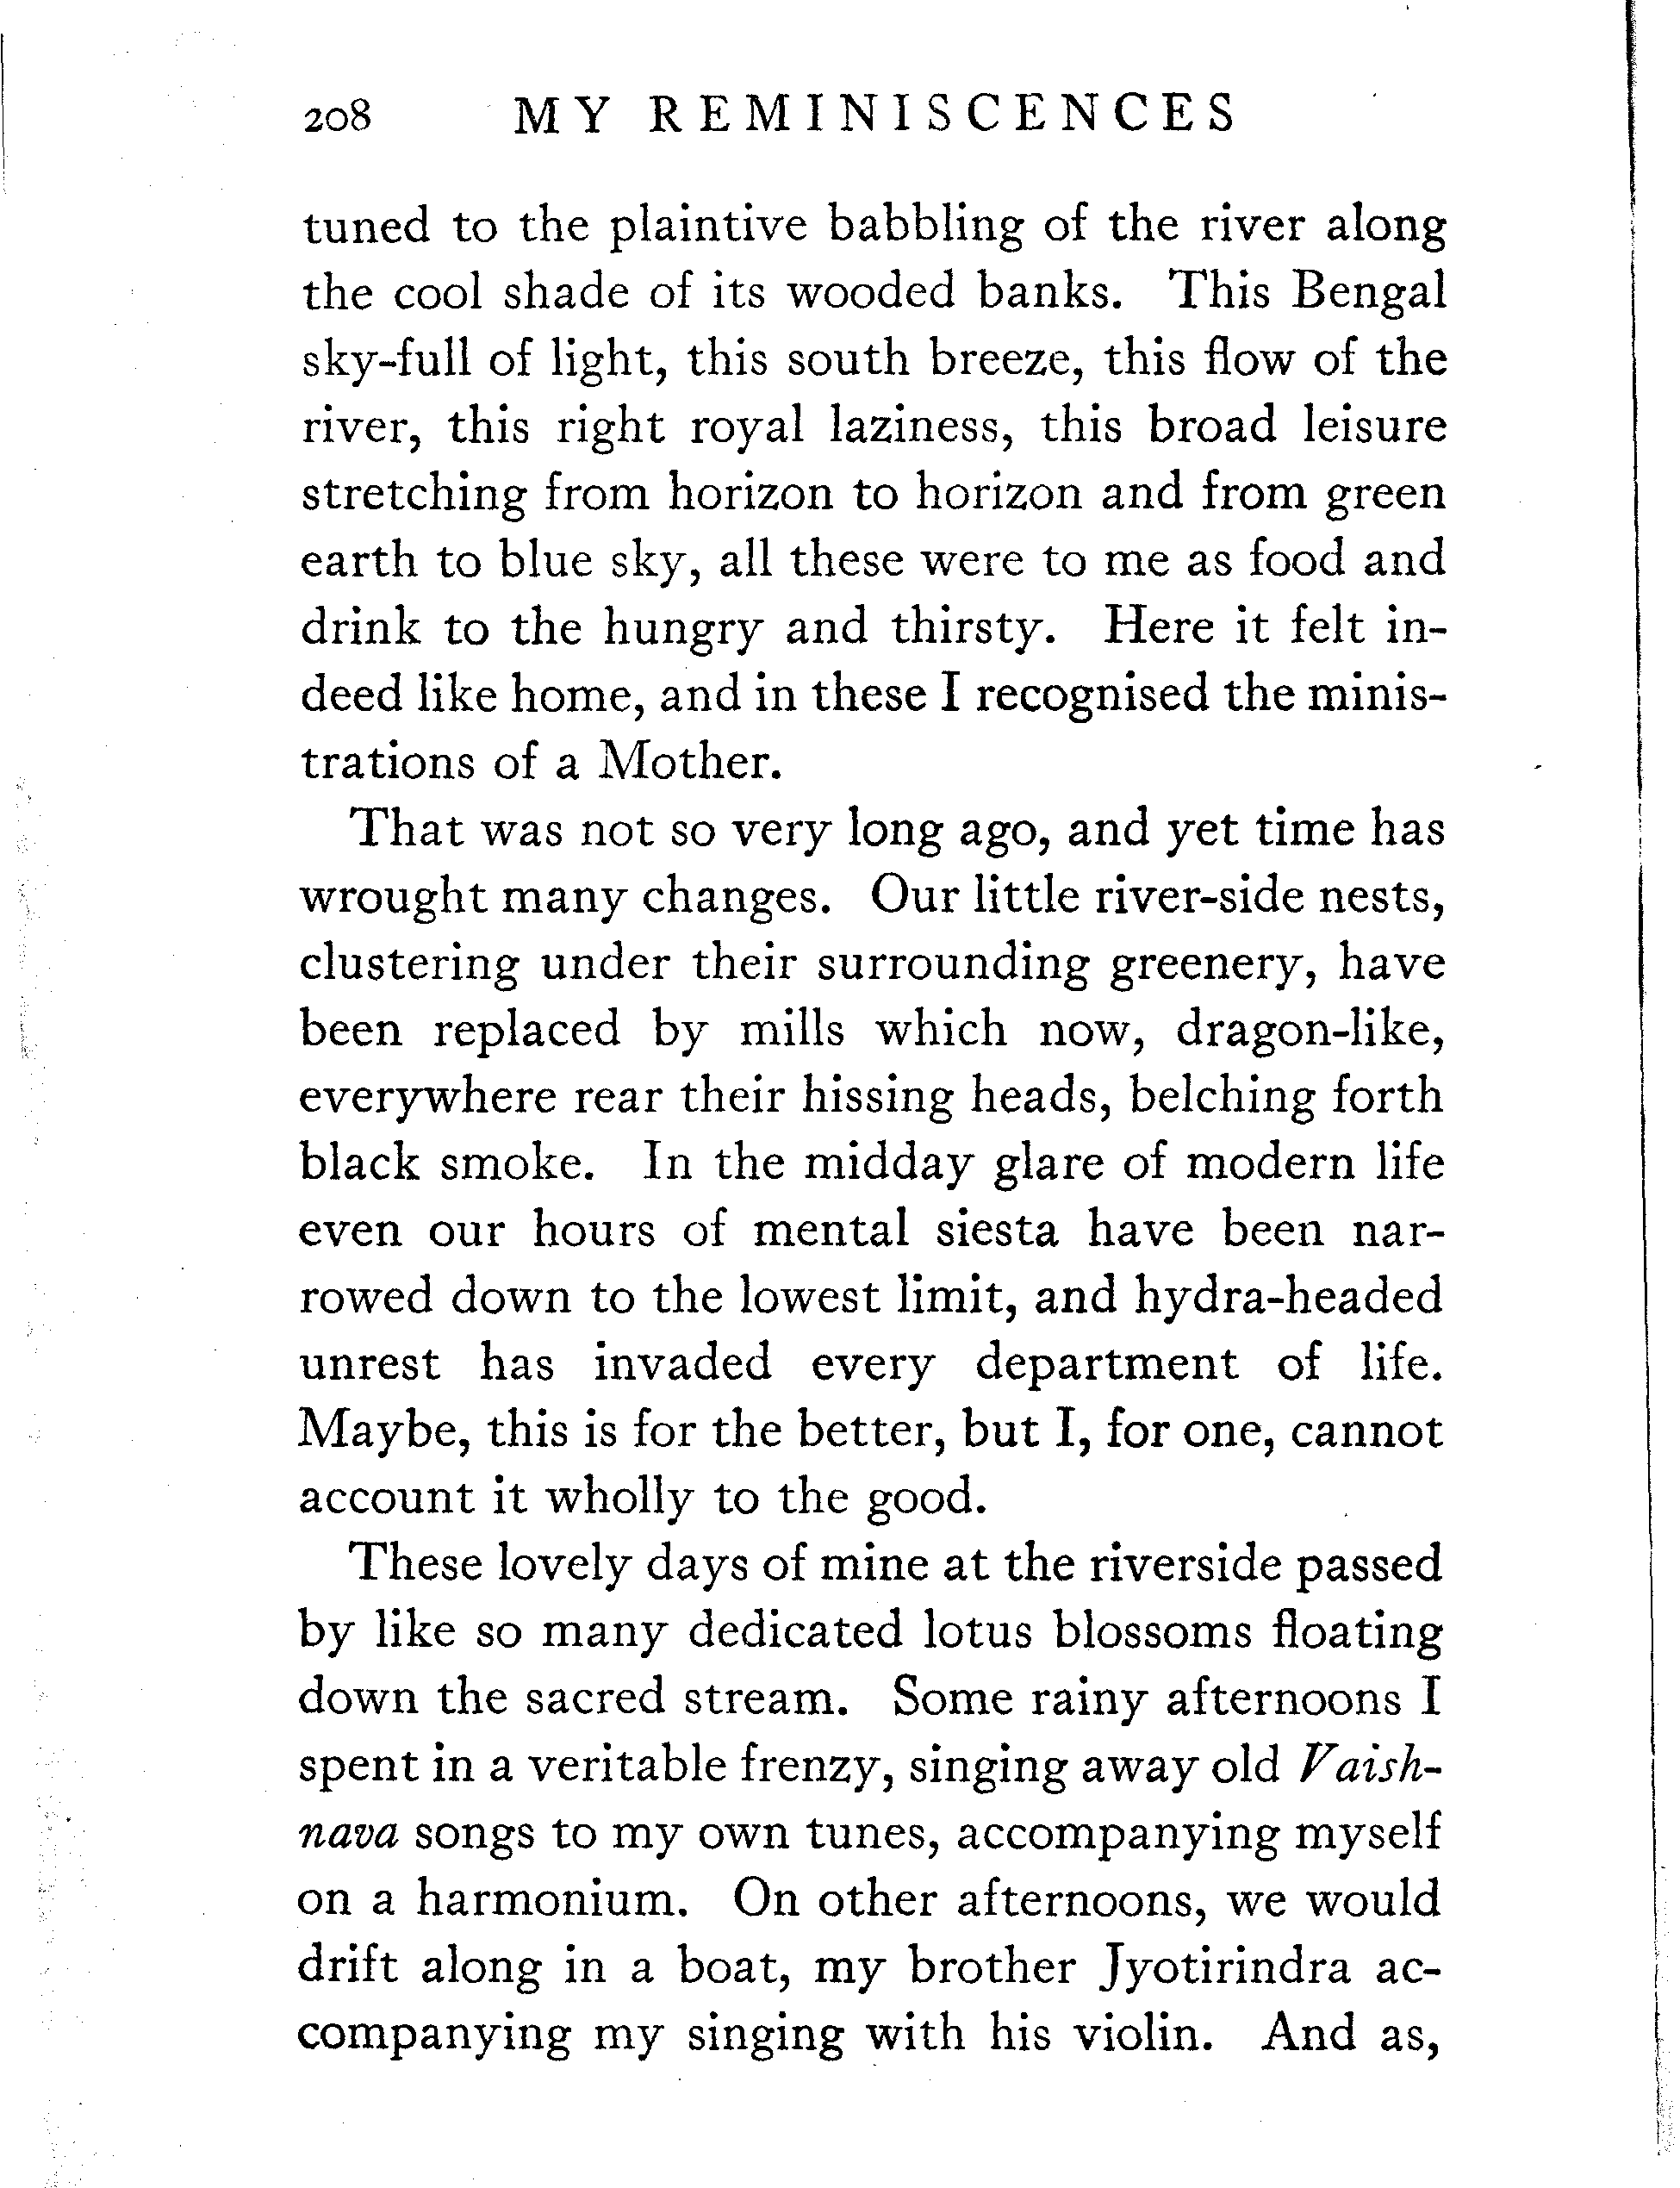 208 MY REMINISCENCES
tuned to the plaintive babbling of the river along
the cool shade of its wooded banks. This Bengal
sky-full of light, this south breeze, this flow of the
river, this right royal laziness, this broad leisure
stretching from horizon to horizon and from green
earth to blue sky, all these were to me as food and
drink to the hungry and thirsty. Here it felt in-
deed like home, and in these I recognised the minis-
trations of a Mother.
That was not so very long ago, and yet time has
wrought many changes. Our little river-side nests,
clustering under their surrounding greenery, have
been replaced by mills which now, dragon-like,
everywhere rear their hissing heads, belching forth
black smoke. In the midday glare of modern life
even our hours of mental siesta have been nar-
rowed down to the lowest limit, and hydra-headed
unrest has invaded every department of life.
Maybe, this is for the better, but I, for one, cannot
account it wholly to the good.
These lovely days of mine at the riverside passed
by like so many dedicated lotus blossoms floating
down the sacred stream. Some rainy afternoons I
spent in a veritable frenzy, singing away old Vaish-
nava songs to my own tunes, accompanying myself
on a harmonium. On other afternoons, we would
drift along in a boat, my brother Jyotirindra ac-
companying my singing with his violin. And as,